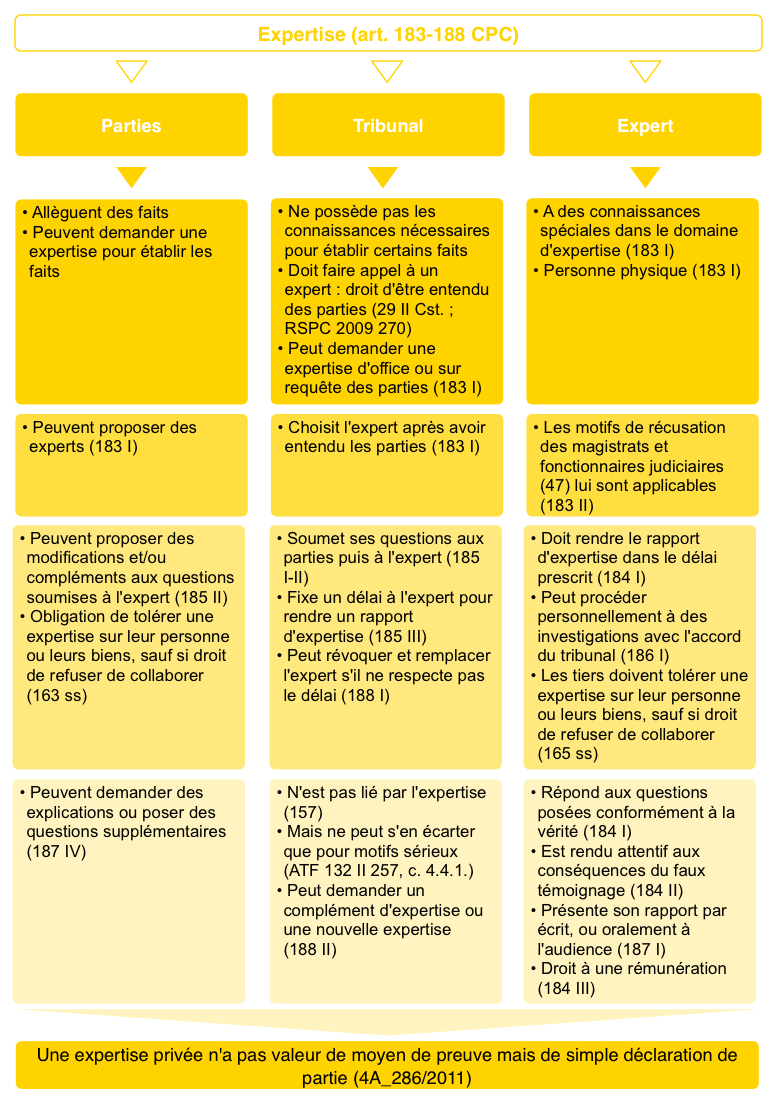 Expertise (art. 183-188 CPC)
Parties
Tribunal
Expert
• Allèguent des faits
• Peuvent demander une
expertise pour établir les
faits
• Ne possède pas les
connaissances nécessaires
pour établir certains faits
• Doit faire appel à un
expert : droit d'être entendu
des parties (29 II Cst. ;
RSPC 2009 270)
• Peut demander une
expertise d'office ou sur
requête des parties (183 I)
• A des connaissances
spéciales dans le domaine
d'expertise (183 I)
• Personne physique (183 I)
• Peuvent proposer des
experts (183 I)
• Choisit l'expert après avoir
entendu les parties (183 I)
• Les motifs de récusation
des magistrats et
fonctionnaires judiciaires
(47) lui sont applicables
(183 II)
• Peuvent proposer des
modifications et/ou
compléments aux questions
soumises à l'expert (185 II)
• Obligation de tolérer une
expertise sur leur personne
ou leurs biens, sauf si droit
de refuser de collaborer
(163 ss)
• Soumet ses questions aux
parties puis à l'expert (185
I-II)
• Fixe un délai à l'expert pour
rendre un rapport
d'expertise (185 III)
• Peut révoquer et remplacer
l'expert s'il ne respecte pas
le délai (188 I)
• Doit rendre le rapport
d'expertise dans le délai
prescrit (184 I)
• Peut procéder
personnellement à des
investigations avec l'accord
du tribunal (186 I)
• Les tiers doivent tolérer une
expertise sur leur personne
ou leurs biens, sauf si droit
de refuser de collaborer
(165 ss)
• Peuvent demander des
explications ou poser des
questions supplémentaires
(187 IV)
• N'est pas lié par l'expertise
(157)
• Mais ne peut s'en écarter
que pour motifs sérieux
(ATF 132 II 257, c. 4.4.1.)
• Peut demander un
complément d'expertise ou
une nouvelle expertise
(188 II)
• Répond aux questions
posées conformément à la
vérité (184 I)
• Est rendu attentif aux
conséquences du faux
témoignage (184 II)
• Présente son rapport par
écrit, ou oralement à
l'audience (187 I)
• Droit à une rémunération
(184 III)
Une expertise privée n'a pas valeur de moyen de preuve mais de simple déclaration de
partie (4A_286/2011)